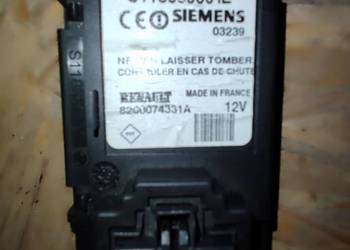 SIEMENS
03239
NE PAS LAISSER TOMBER
CONTROLER EN CAS DE CHUTE
RENAULT
MADE IN FRANCE
8200074331A
12V